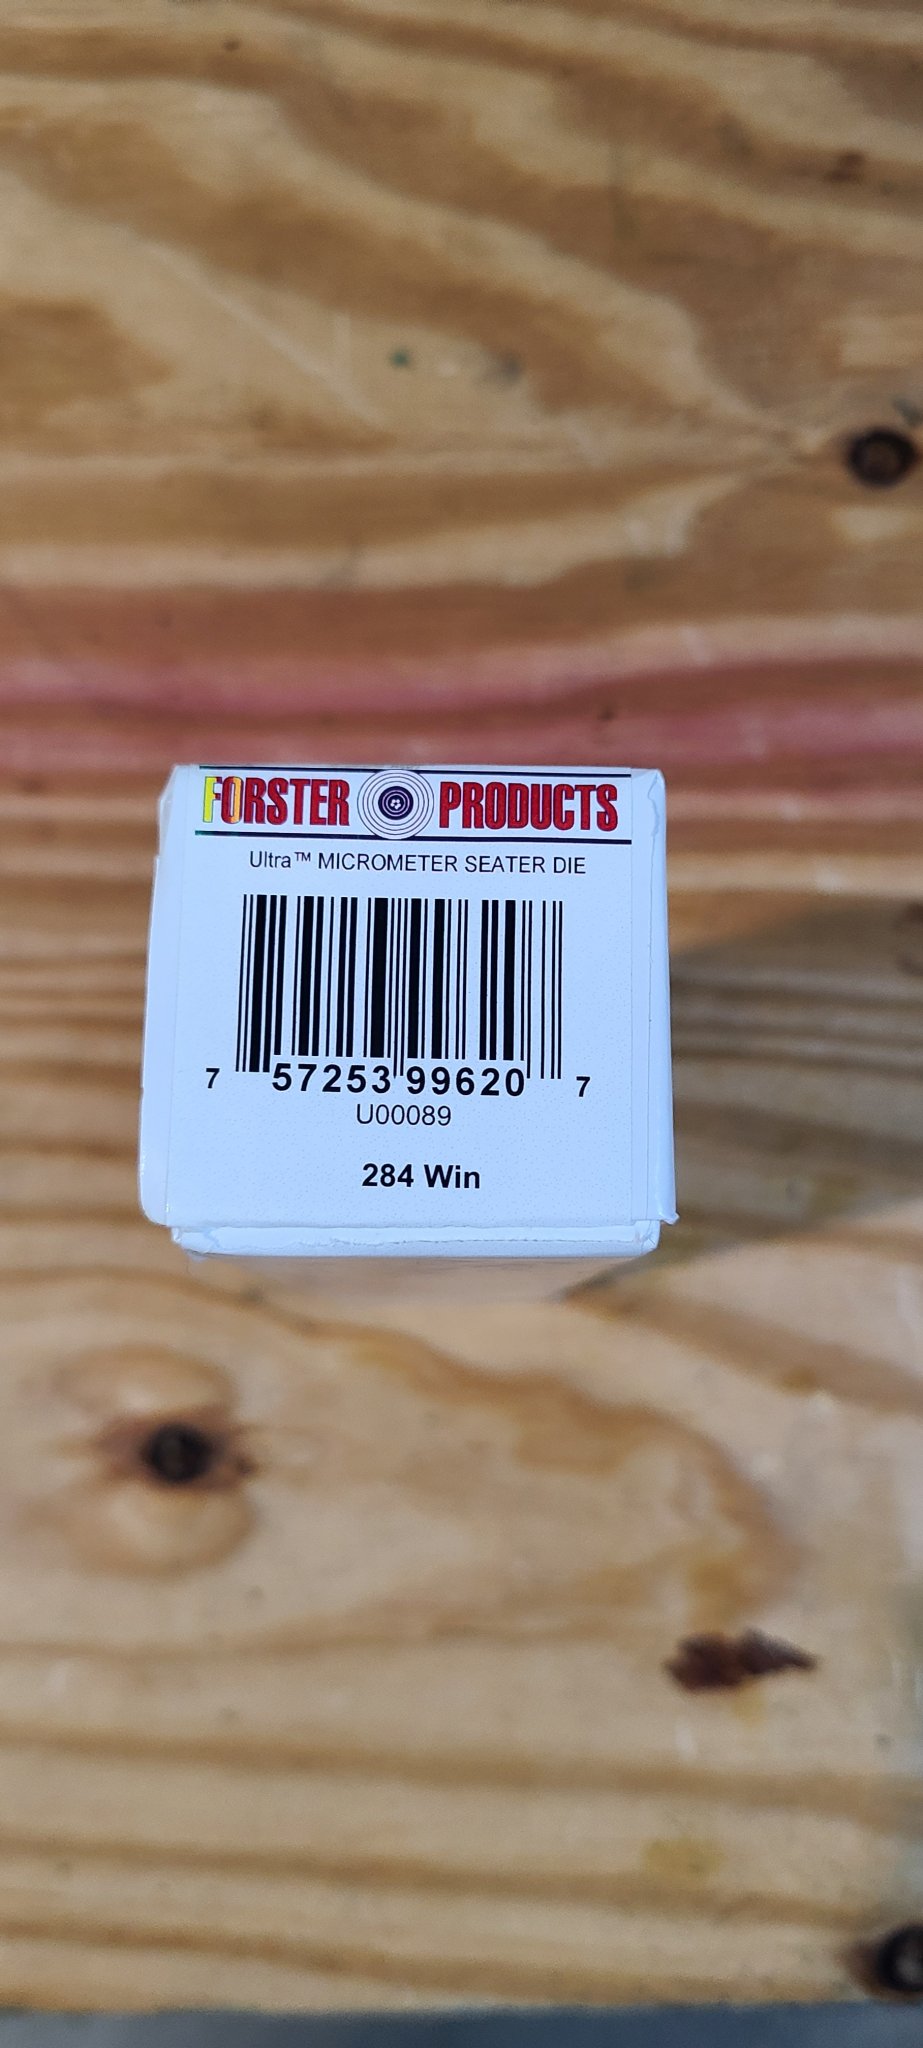 FORSTER PRODUCTS
Ultra™ MICROMETER SEATER DIE
7 57253 99620 7
U00089
284 Win